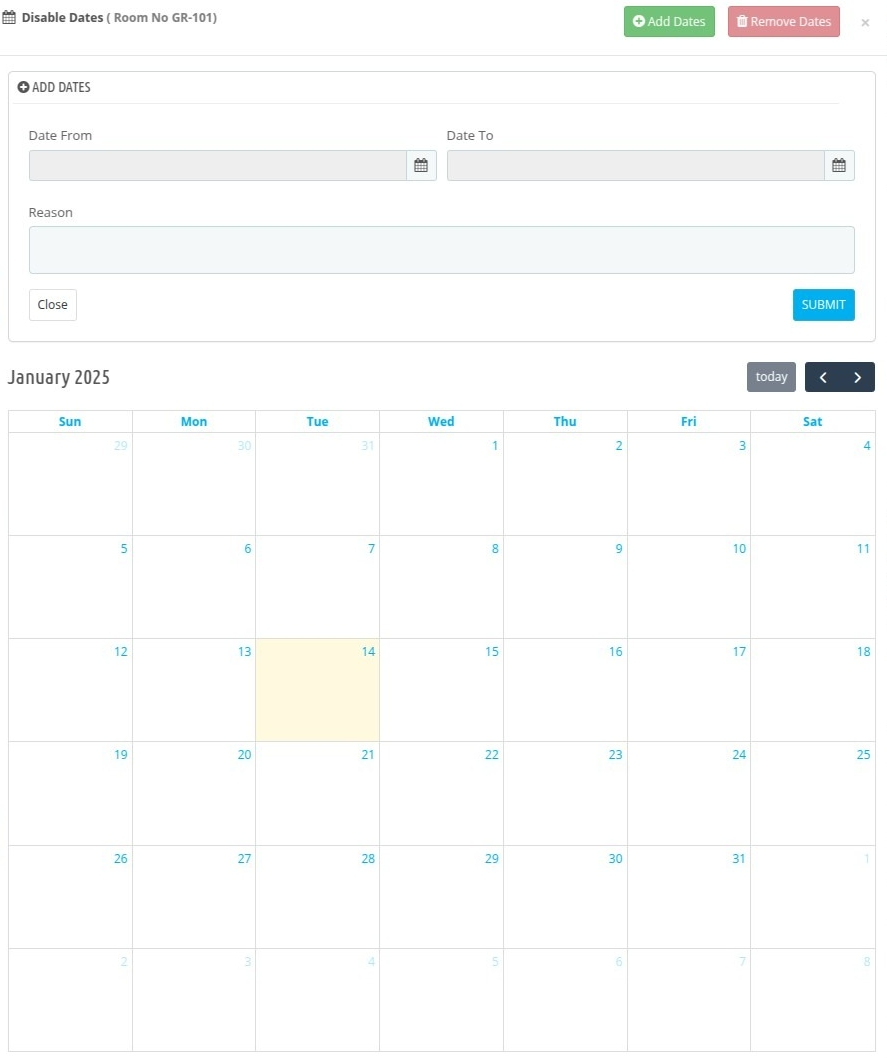 Disable Dates ( Room No GR-101)
Add Dates
Remove Dates
×
ADD DATES
Date From Date To
Reason
Close SUBMIT
January 2025 today
Sun Mon Tue Wed Thu Fri Sat
29 30 31 1 2 3 4
5 6 7 8 9 10 11
12 13 14 15 16 17 18
19 20 21 22 23 24 25
26 27 28 29 30 31 1
2 3 4 5 6 7 8